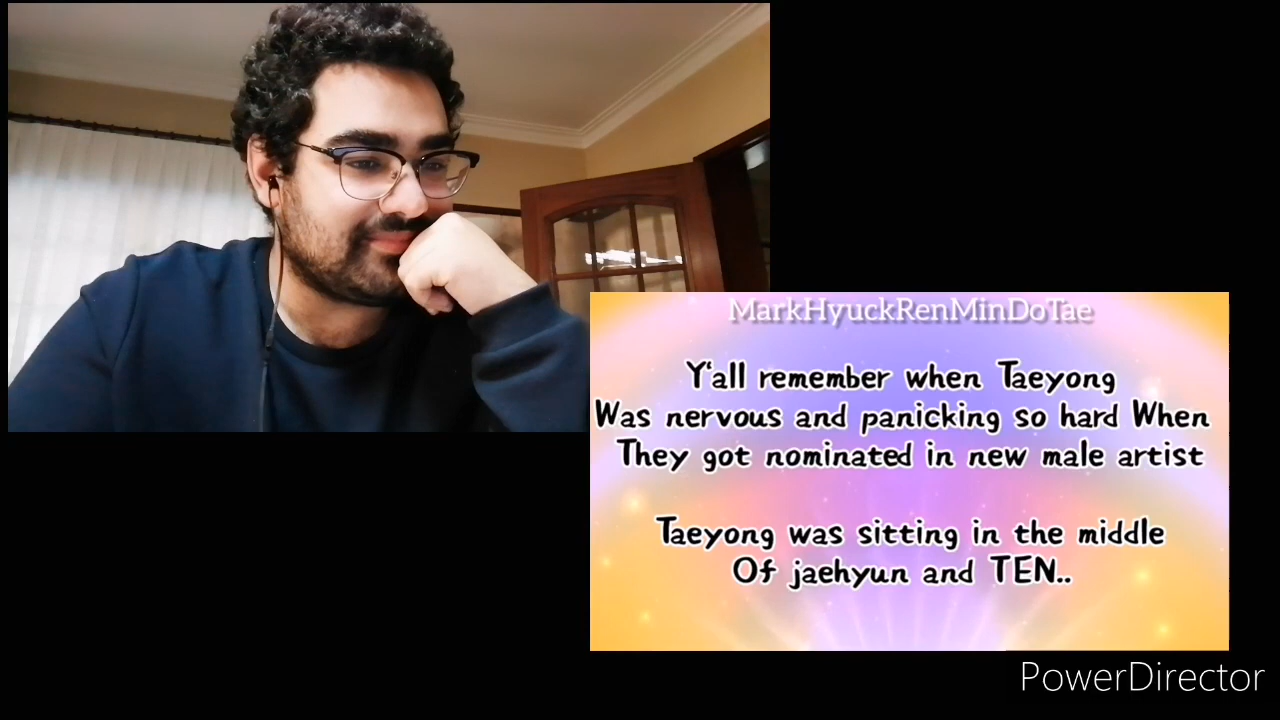 MarkHyuckRenMinDoTae
Y'all remember when Taeyong
Was nervous and panicking so hard When
They got nominated in new male artist
Taeyong was sitting in the middle
Of jaehyun and TEN..
PowerDirector